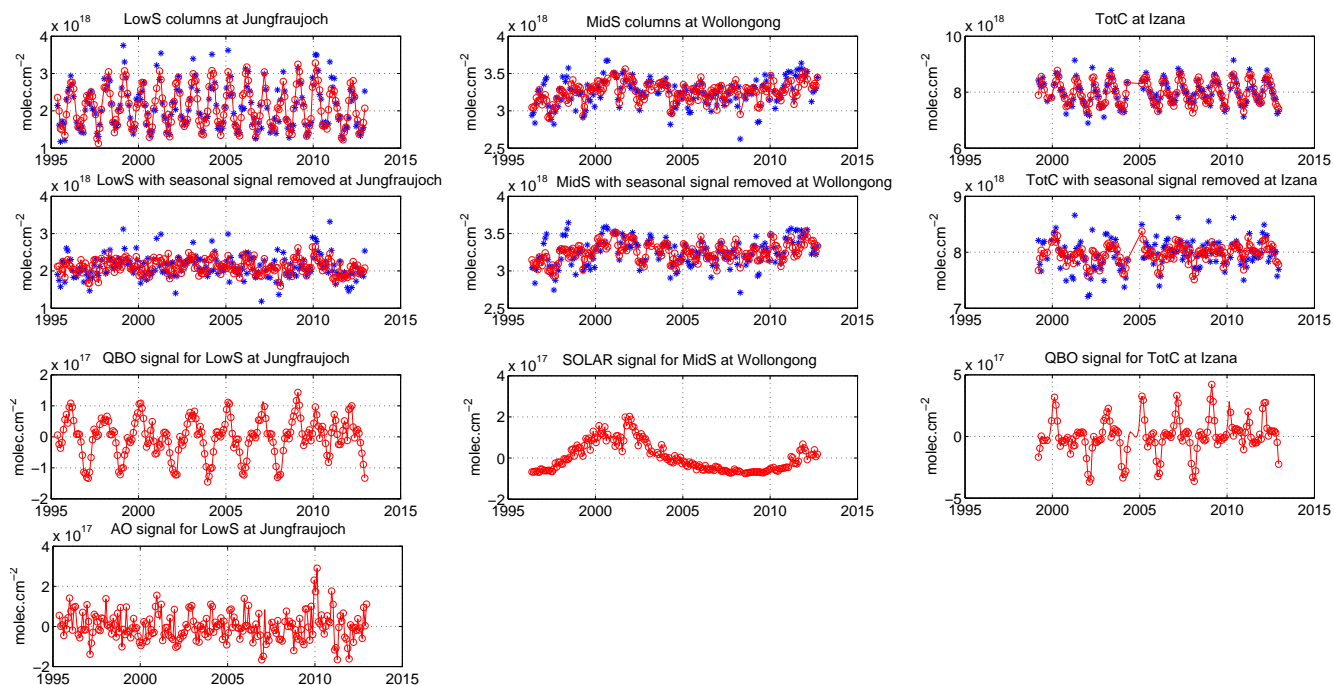 LowS columns at Jungfraujoch
x 10^18
molec.cm−2
4
3
2
1
1995 2000 2005 2010 2015
MidS columns at Wollongong
x 10^18
molec.cm−2
4
3.5
3
2.5
1995 2000 2005 2010 2015
TotC at Izana
x 10^18
molec.cm−2
10
8
6
1995 2000 2005 2010 2015
LowS with seasonal signal removed at Jungfraujoch
x 10^18
molec.cm−2
4
3
2
1
1995 2000 2005 2010 2015
MidS with seasonal signal removed at Wollongong
x 10^18
molec.cm−2
4
3.5
3
2.5
1995 2000 2005 2010 2015
TotC with seasonal signal removed at Izana
x 10^18
molec.cm−2
9
8
7
1995 2000 2005 2010 2015
QBO signal for LowS at Jungfraujoch
x 10^17
molec.cm−2
2
1
0
−1
−2
1995 2000 2005 2010 2015
SOLAR signal for MidS at Wollongong
x 10^17
molec.cm−2
4
2
0
−2
1995 2000 2005 2010 2015
QBO signal for TotC at Izana
x 10^17
molec.cm−2
5
0
−5
1995 2000 2005 2010 2015
AO signal for LowS at Jungfraujoch
x 10^17
molec.cm−2
4
2
0
−2
1995 2000 2005 2010 2015